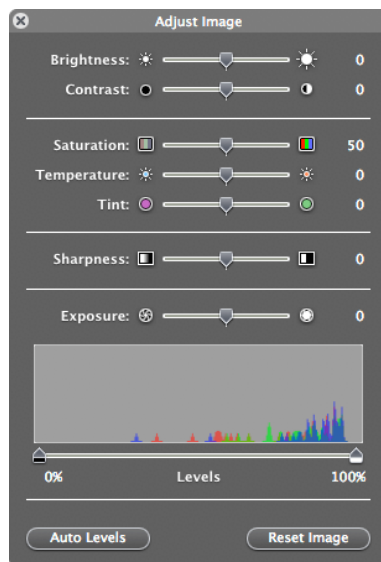 Adjust Image
Brightness: 0
Contrast: 0
Saturation: 50
Temperature: 0
Tint: 0
Sharpness: 0
Exposure: 0
0% Levels 100%
Auto Levels Reset Image